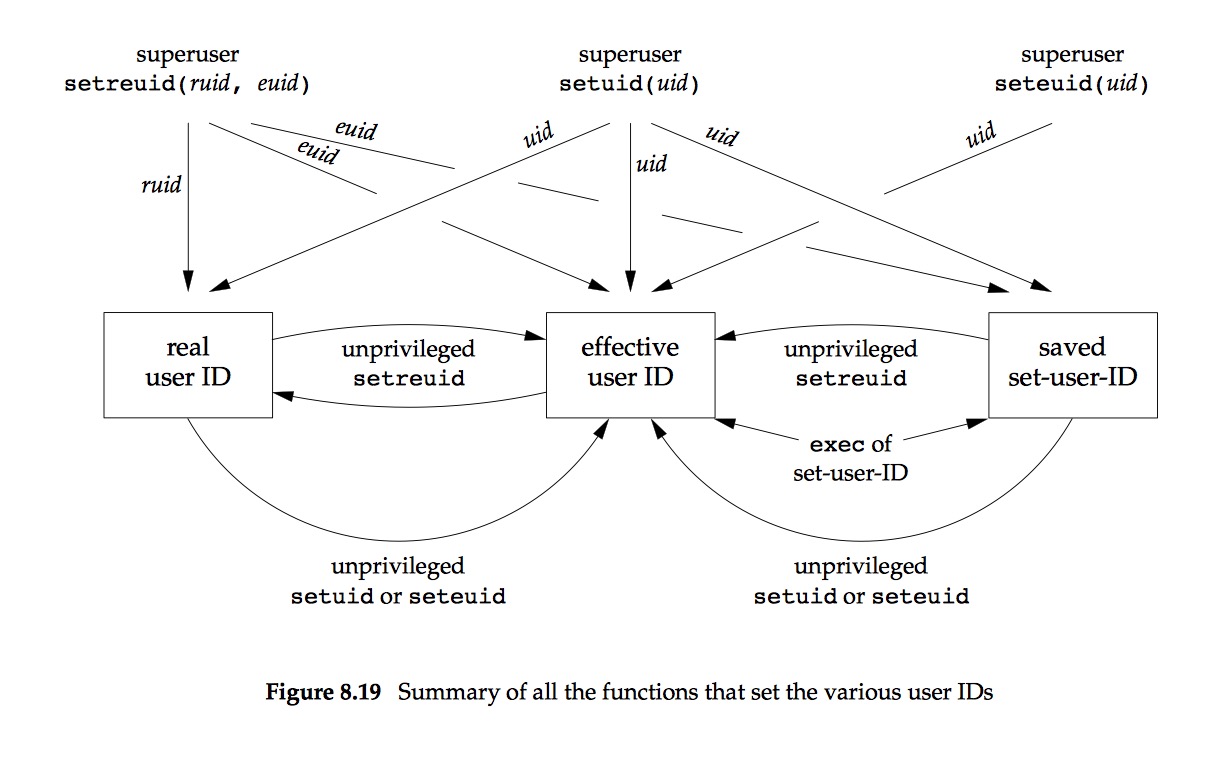 superuser
setreuid(ruid, euid)
superuser
setuid(uid)
superuser
seteuid(uid)
euid
euid
ruid
uid
uid
uid
uid
real
user ID
unprivileged
setreuid
effective
user ID
unprivileged
setreuid
saved
set-user-ID
exec of
set-user-ID
unprivileged
setuid or seteuid
unprivileged
setuid or seteuid
Figure 8.19 Summary of all the functions that set the various user IDs